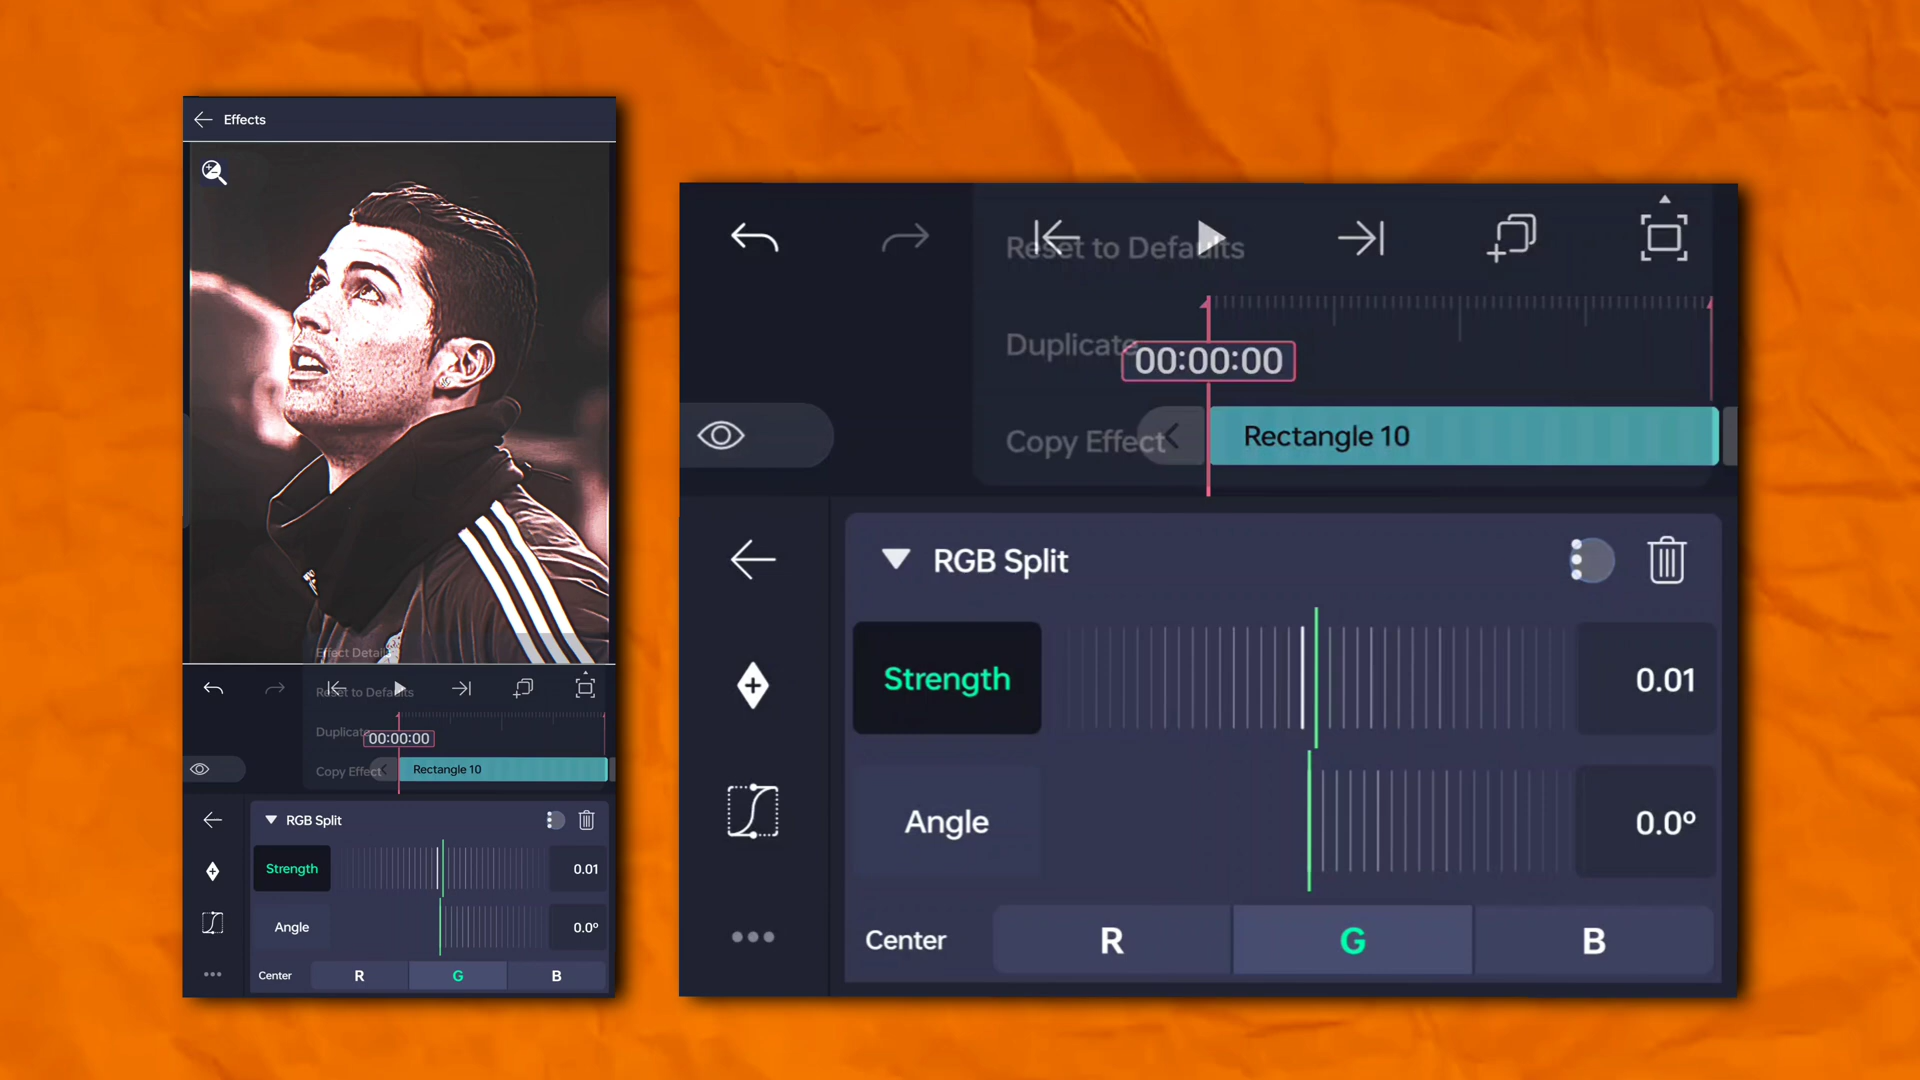 Effects
Effect Details
Reset to Defaults
Duplicate
00:00:00
Copy Effect
Rectangle 10
RGB Split
Strength
0.01
Angle
0.0º
Center
R
G
B
Reset to Defaults
Duplicate
00:00:00
Copy Effect
Rectangle 10
RGB Split
Strength
0.01
Angle
0.0º
Center
R
G
B